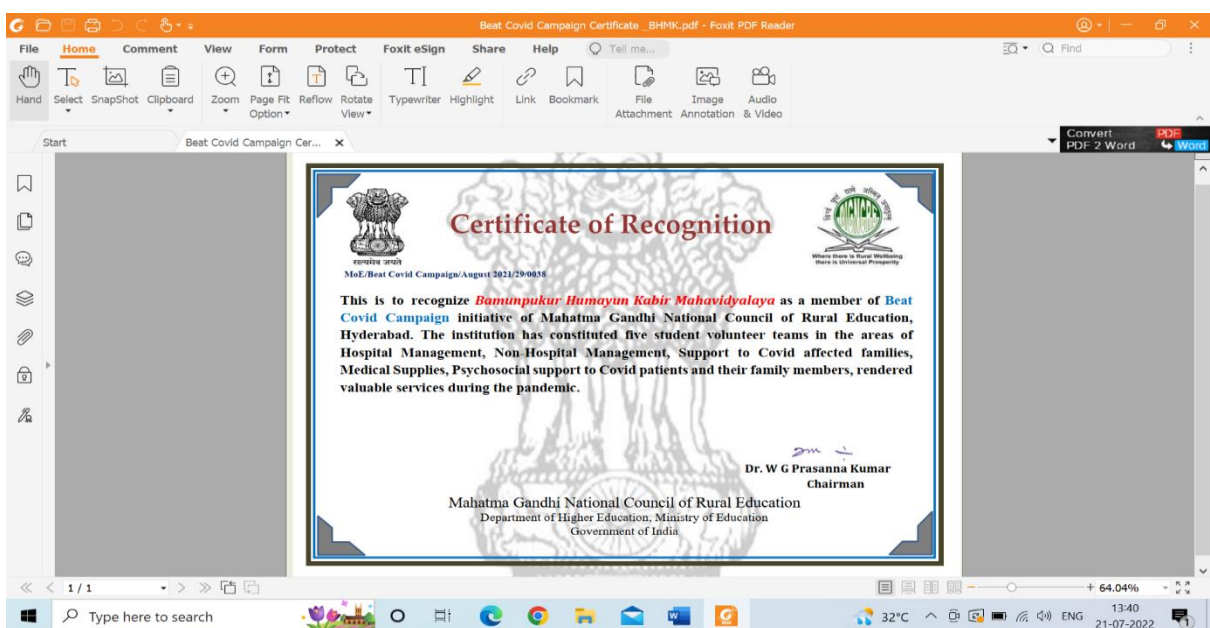 Beat Covid Campaign Certificate _BHMK.pdf - Foxit PDF Reader
File Home Comment View Form Protect Foxit eSign Share Help Tell me... Find
Hand Select SnapShot Clipboard Zoom Page Fit Option Reflow Rotate View Typewriter Highlight Link Bookmark File Attachment Image Annotation Audio & Video
Start Beat Covid Campaign Cer...
Convert PDF
PDF 2 Word Word
Certificate of Recognition
सत्यमेव जयते
MGNCRE
Where there is Rural Wellbeing
there is Universal Prosperity
MoE/Beat Covid Campaign/August 2021/29/0038
This is to recognize Bamunpukur Humayun Kabir Mahavidyalaya as a member of Beat
Covid Campaign initiative of Mahatma Gandhi National Council of Rural Education,
Hyderabad. The institution has constituted five student volunteer teams in the areas of
Hospital Management, Non-Hospital Management, Support to Covid affected families,
Medical Supplies, Psychosocial support to Covid patients and their family members, rendered
valuable services during the pandemic.
Dr. W G Prasanna Kumar
Chairman
Mahatma Gandhi National Council of Rural Education
Department of Higher Education, Ministry of Education
Government of India
1 / 1
64.04%
Type here to search
32°C ENG 13:40
21-07-2022